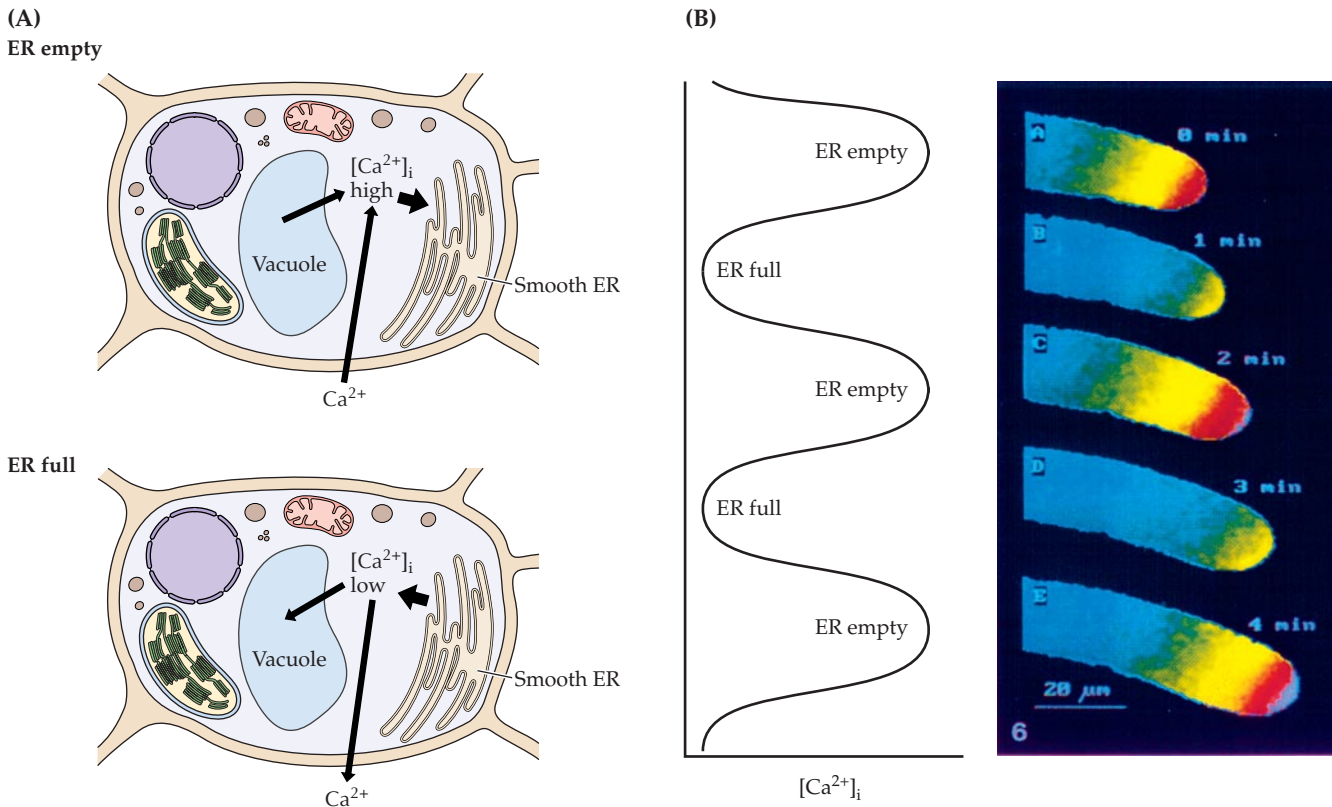 (A)
ER empty
[Ca²⁺]ᵢ
high
Vacuole
Smooth ER
Ca²⁺
ER full
[Ca²⁺]ᵢ
low
Vacuole
Smooth ER
Ca²⁺
(B)
ER empty
ER full
ER empty
ER full
ER empty
[Ca²⁺]ᵢ
A
0 min
B
1 min
C
2 min
D
3 min
E
4 min
20 µm
6